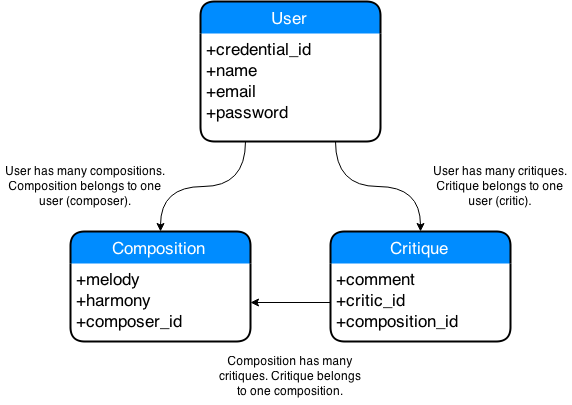 User
+credential_id
+name
+email
+password
User has many compositions.
Composition belongs to one
user (composer).
User has many critiques.
Critique belongs to one
user (critic).
Composition
+melody
+harmony
+composer_id
Critique
+comment
+critic_id
+composition_id
Composition has many
critiques. Critique belongs
to one composition.